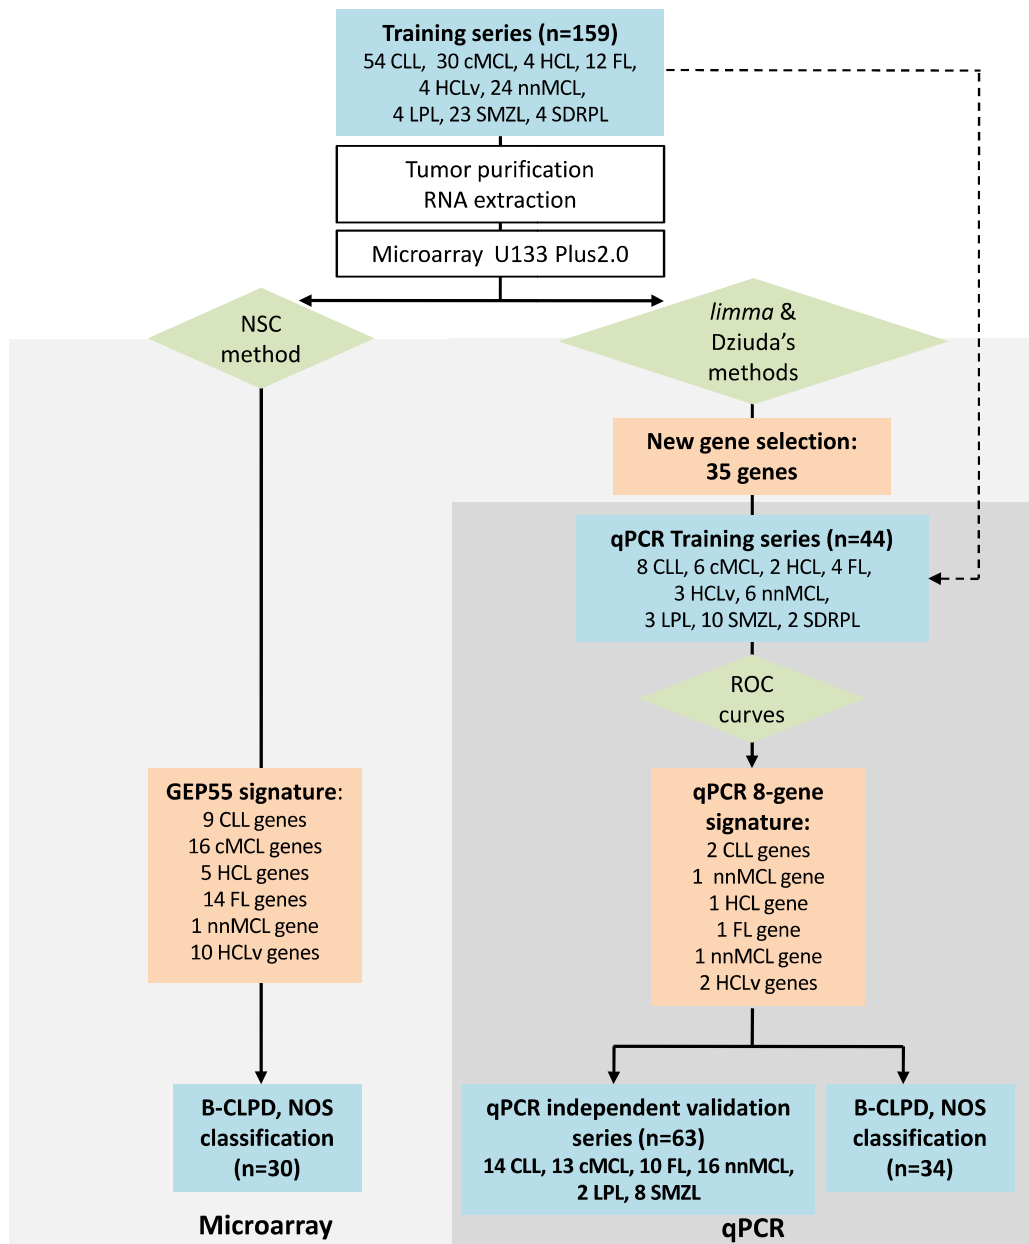 Training series (n=159)
54 CLL, 30 cMCL, 4 HCL, 12 FL,
4 HCLv, 24 nnMCL,
4 LPL, 23 SMZL, 4 SDRPL
Tumor purification
RNA extraction
Microarray U133 Plus2.0
NSC
method
limma &
Dziuda's
methods
New gene selection:
35 genes
qPCR Training series (n=44)
8 CLL, 6 cMCL, 2 HCL, 4 FL,
3 HCLv, 6 nnMCL,
3 LPL, 10 SMZL, 2 SDRPL
ROC
curves
GEP55 signature:
9 CLL genes
16 cMCL genes
5 HCL genes
14 FL genes
1 nnMCL gene
10 HCLv genes
qPCR 8-gene
signature:
2 CLL genes
1 nnMCL gene
1 HCL gene
1 FL gene
1 nnMCL gene
2 HCLv genes
B-CLPD, NOS
classification
(n=30)
qPCR independent validation
series (n=63)
14 CLL, 13 cMCL, 10 FL, 16 nnMCL,
2 LPL, 8 SMZL
B-CLPD, NOS
classification
(n=34)
Microarray
qPCR